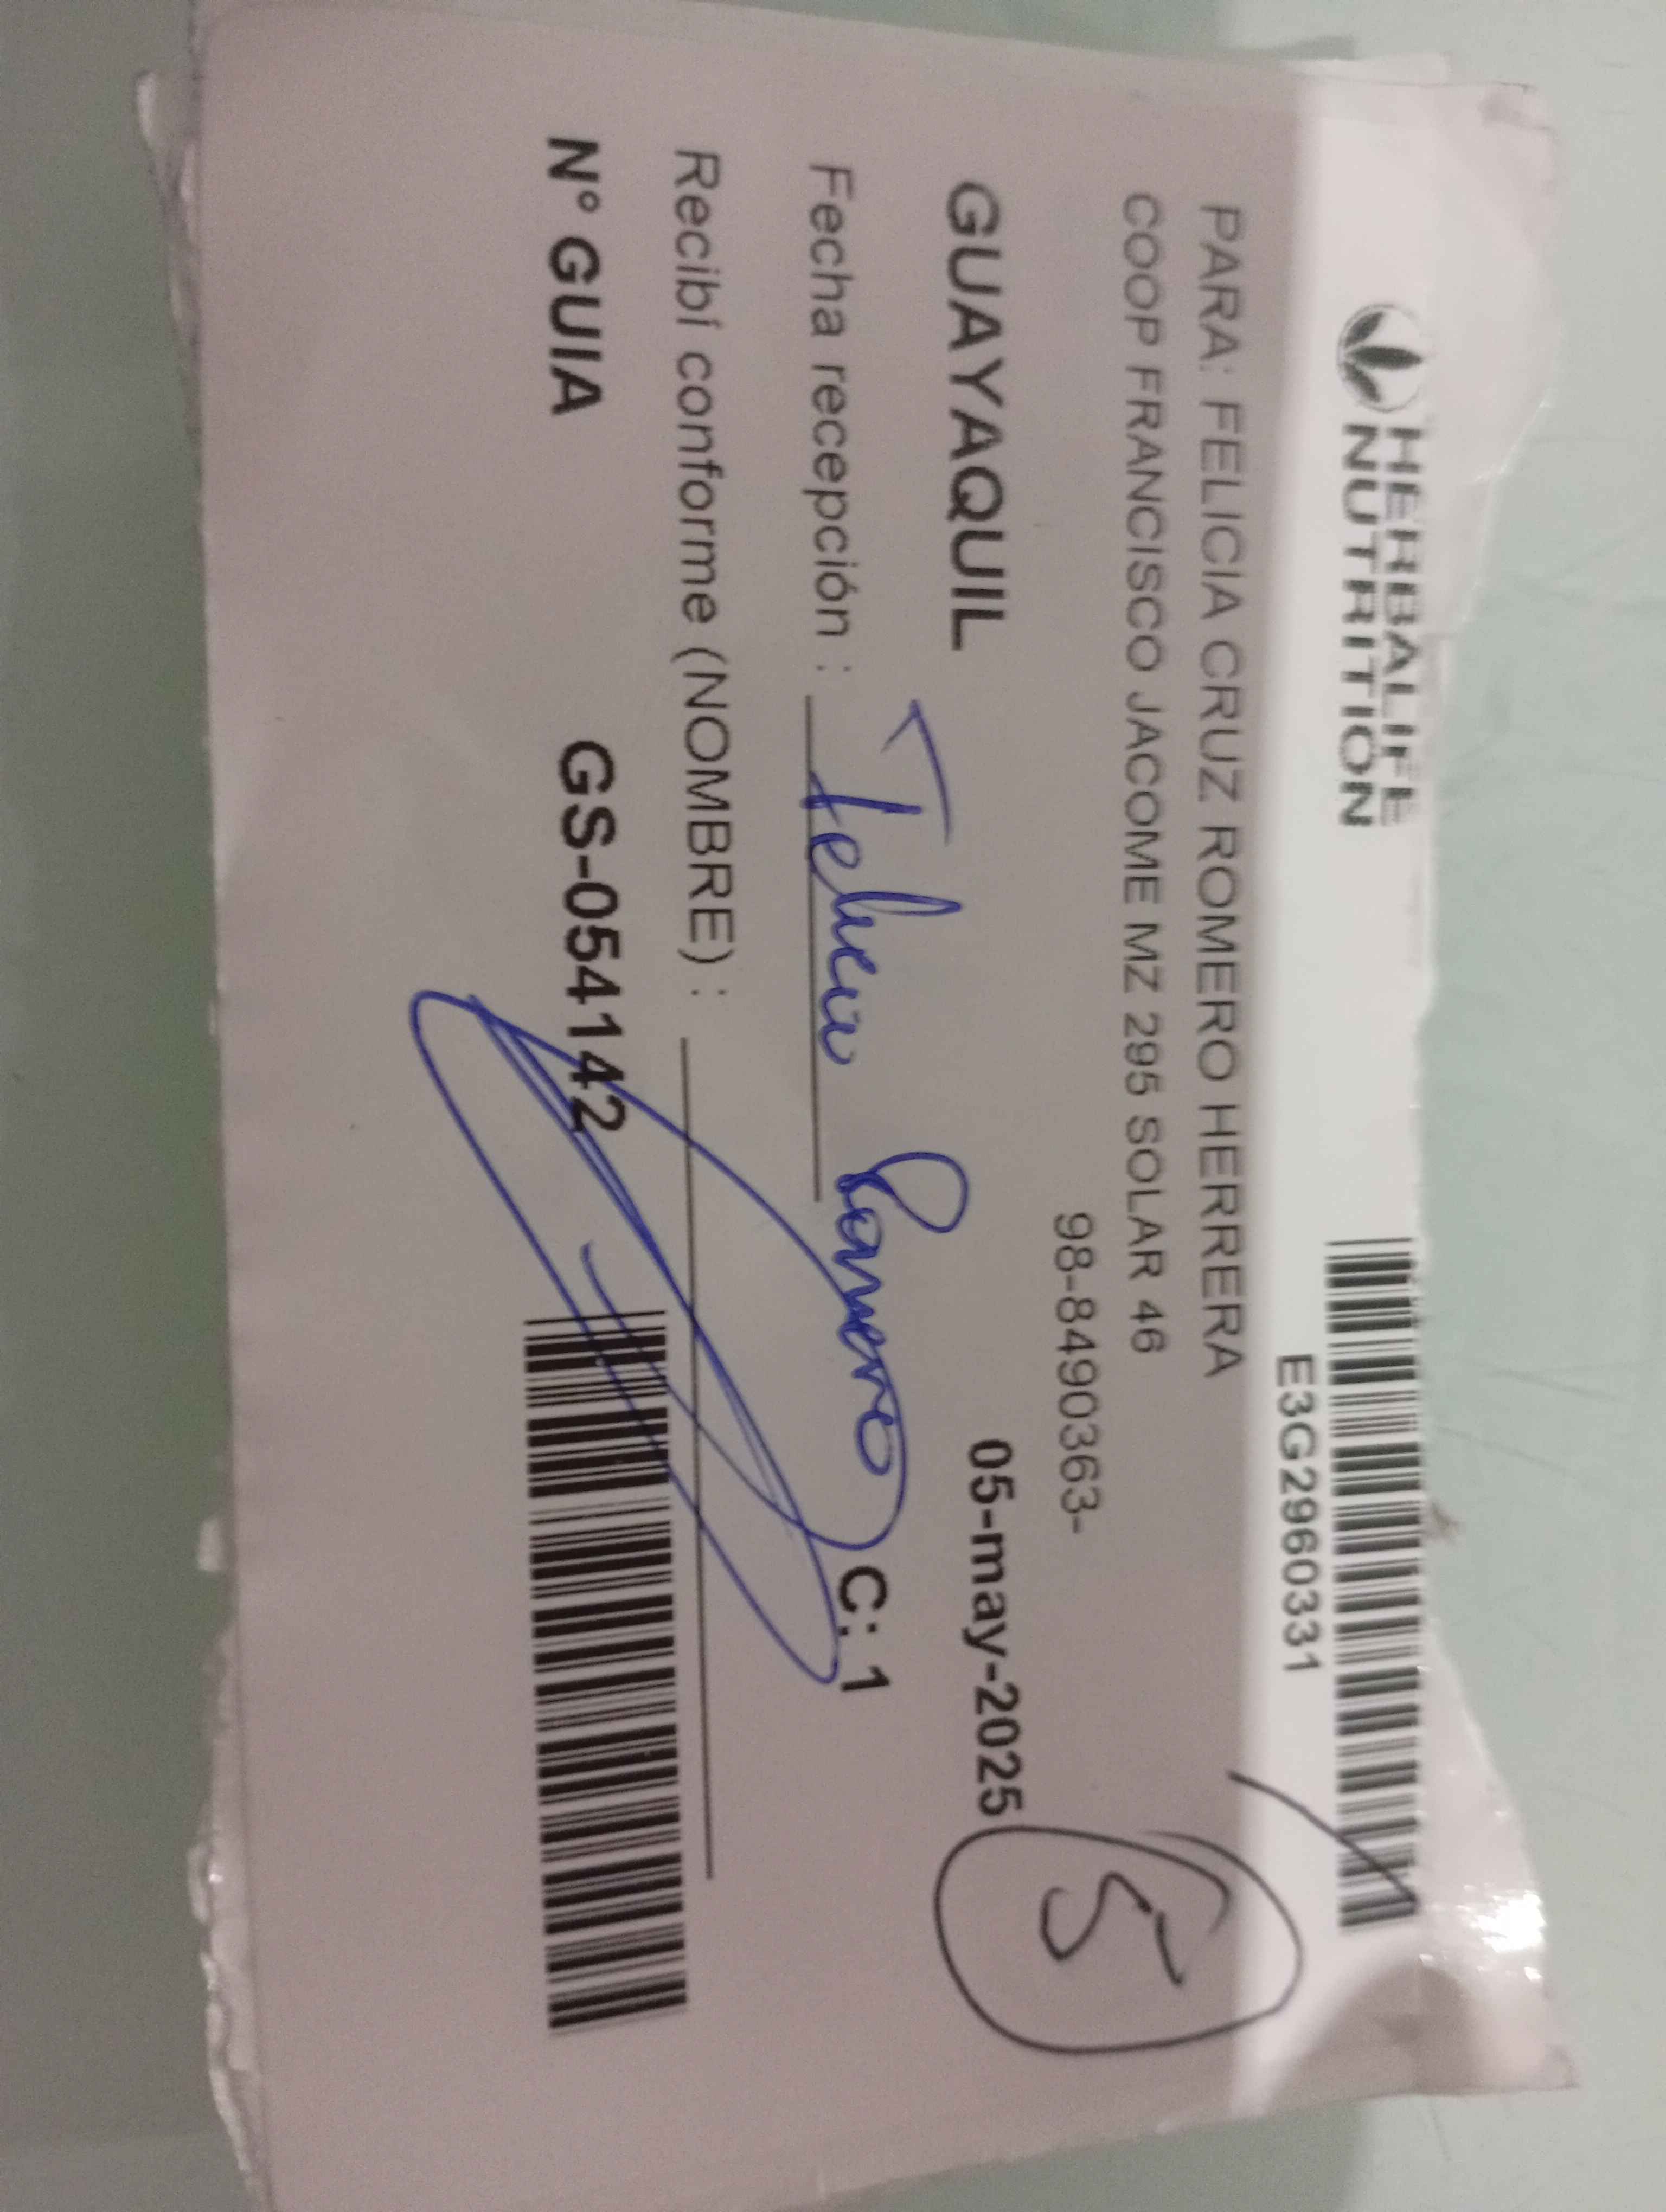 HERBALIFE
NUTRITION
E3G2960331
PARA: FELICIA CRUZ ROMERO HERRERA
COOP FRANCISCO JACOME MZ 295 SOLAR 46
98-8490363-
5
GUAYAQUIL 05-may-2025
Fecha recepción : Felicia Romero C: 1
Recibí conforme (NOMBRE) :
N° GUIA GS-054142